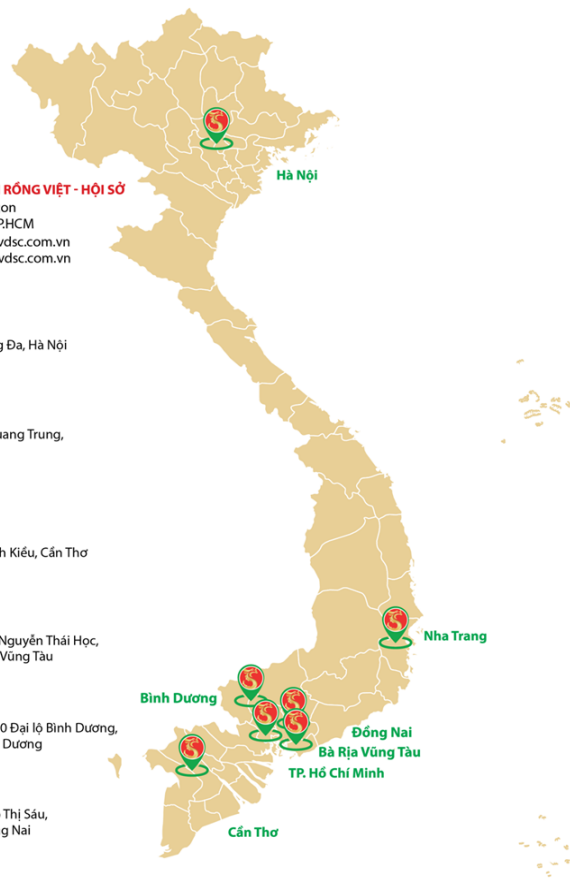 RỒNG VIỆT - HỘI SỞ
on
P.HCM
vdsc.com.vn
vdsc.com.vn
g Đa, Hà Nội
uang Trung,
h Kiều, Cần Thơ
Nguyễn Thái Học,
Vũng Tàu
0 Đại lộ Bình Dương,
Dương
Thị Sáu,
ng Nai
Hà Nội
Nha Trang
Bình Dương
Đồng Nai
Bà Rịa Vũng Tàu
TP. Hồ Chí Minh
Cần Thơ